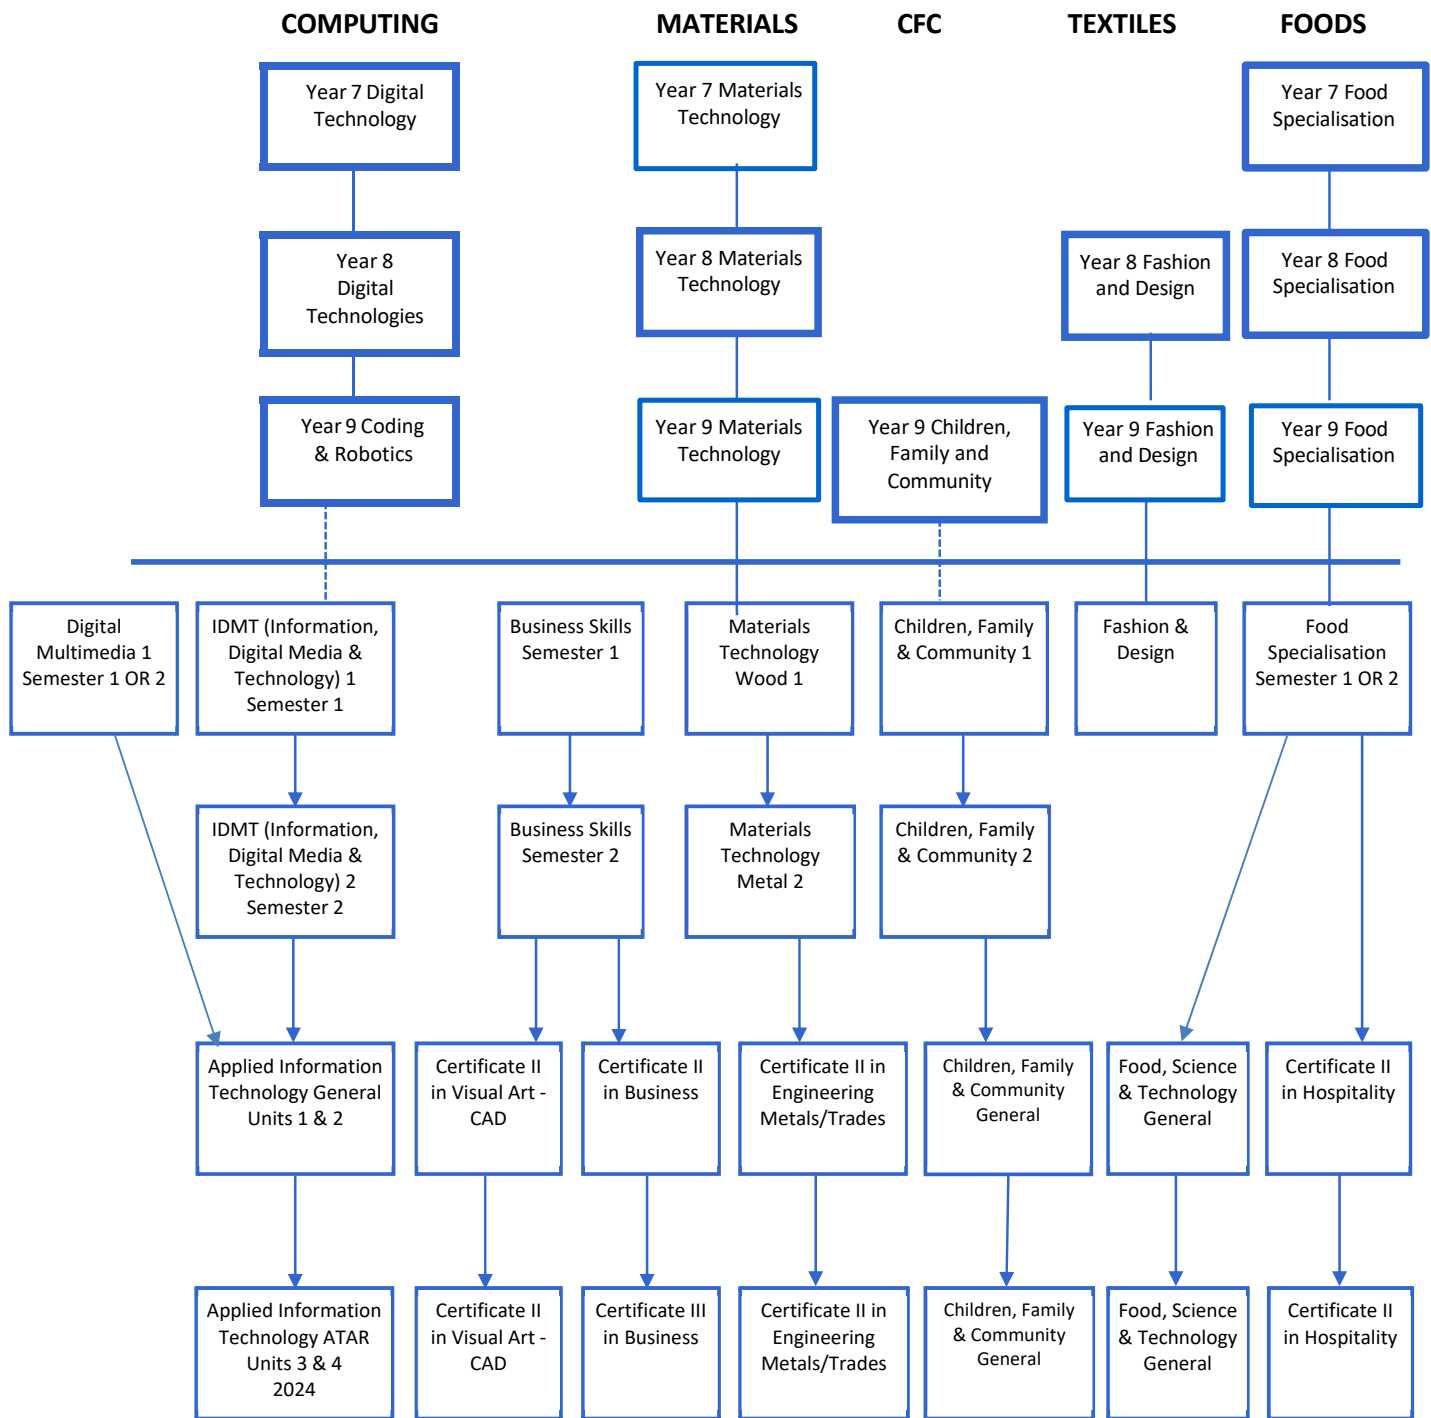 COMPUTING
MATERIALS
CFC
TEXTILES
FOODS
Year 7 Digital
Technology
Year 7 Materials
Technology
Year 7 Food
Specialisation
Year 8
Digital
Technologies
Year 8 Materials
Technology
Year 8 Fashion
and Design
Year 8 Food
Specialisation
Year 9 Coding
& Robotics
Year 9 Materials
Technology
Year 9 Children,
Family and
Community
Year 9 Fashion
and Design
Year 9 Food
Specialisation
Digital
Multimedia 1
Semester 1 OR 2
IDMT (Information,
Digital Media &
Technology) 1
Semester 1
Business Skills
Semester 1
Materials
Technology
Wood 1
Children, Family
& Community 1
Fashion &
Design
Food
Specialisation
Semester 1 OR 2
IDMT (Information,
Digital Media &
Technology) 2
Semester 2
Business Skills
Semester 2
Materials
Technology
Metal 2
Children, Family
& Community 2
Applied Information
Technology General
Units 1 & 2
Certificate II
in Visual Art -
CAD
Certificate II
in Business
Certificate II in
Engineering
Metals/Trades
Children, Family
& Community
General
Food, Science
& Technology
General
Certificate II
in Hospitality
Applied Information
Technology ATAR
Units 3 & 4
2024
Certificate II
in Visual Art -
CAD
Certificate III
in Business
Certificate II in
Engineering
Metals/Trades
Children, Family
& Community
General
Food, Science
& Technology
General
Certificate II
in Hospitality